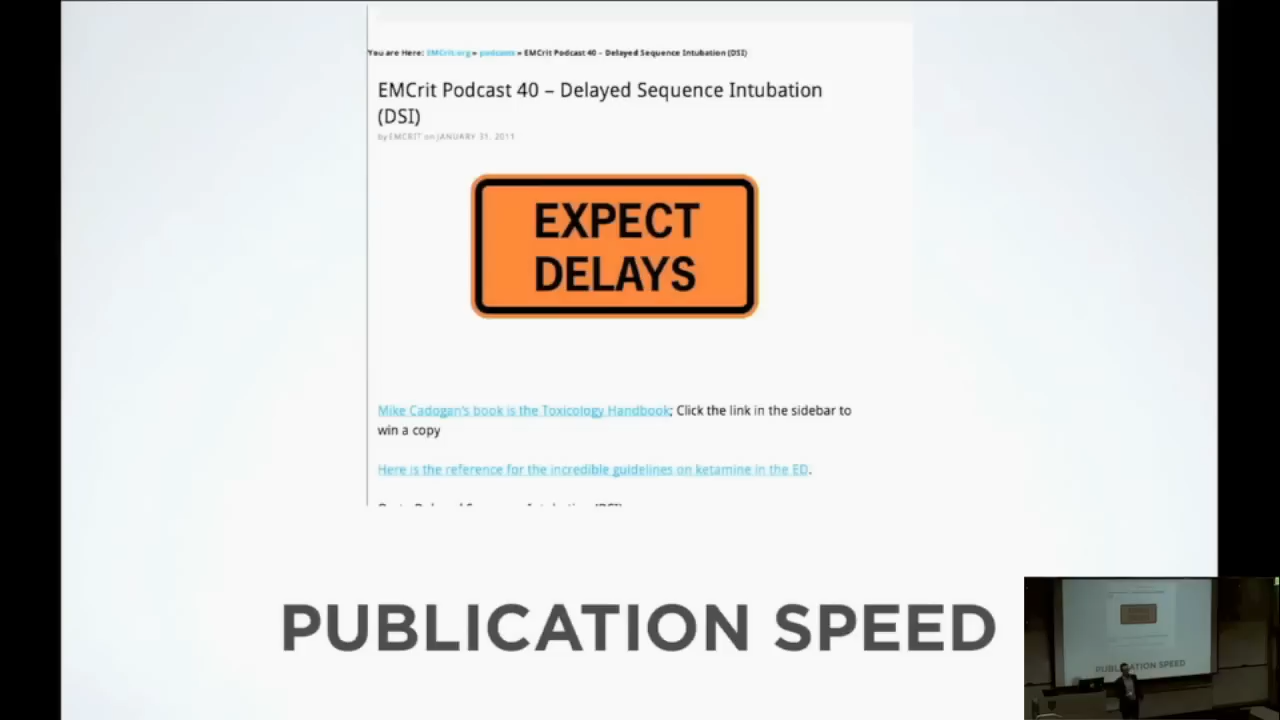 You are Here: EMCrit.org » podcasts » EMCrit Podcast 40 – Delayed Sequence Intubation (DSI)
EMCrit Podcast 40 – Delayed Sequence Intubation
(DSI)
by EMCRIT on JANUARY 31, 2011
EXPECT
DELAYS
Mike Cadogan's book is the Toxicology Handbook; Click the link in the sidebar to
win a copy
Here is the reference for the incredible guidelines on ketamine in the ED.
PUBLICATION SPEED
PUBLICATION SPEED